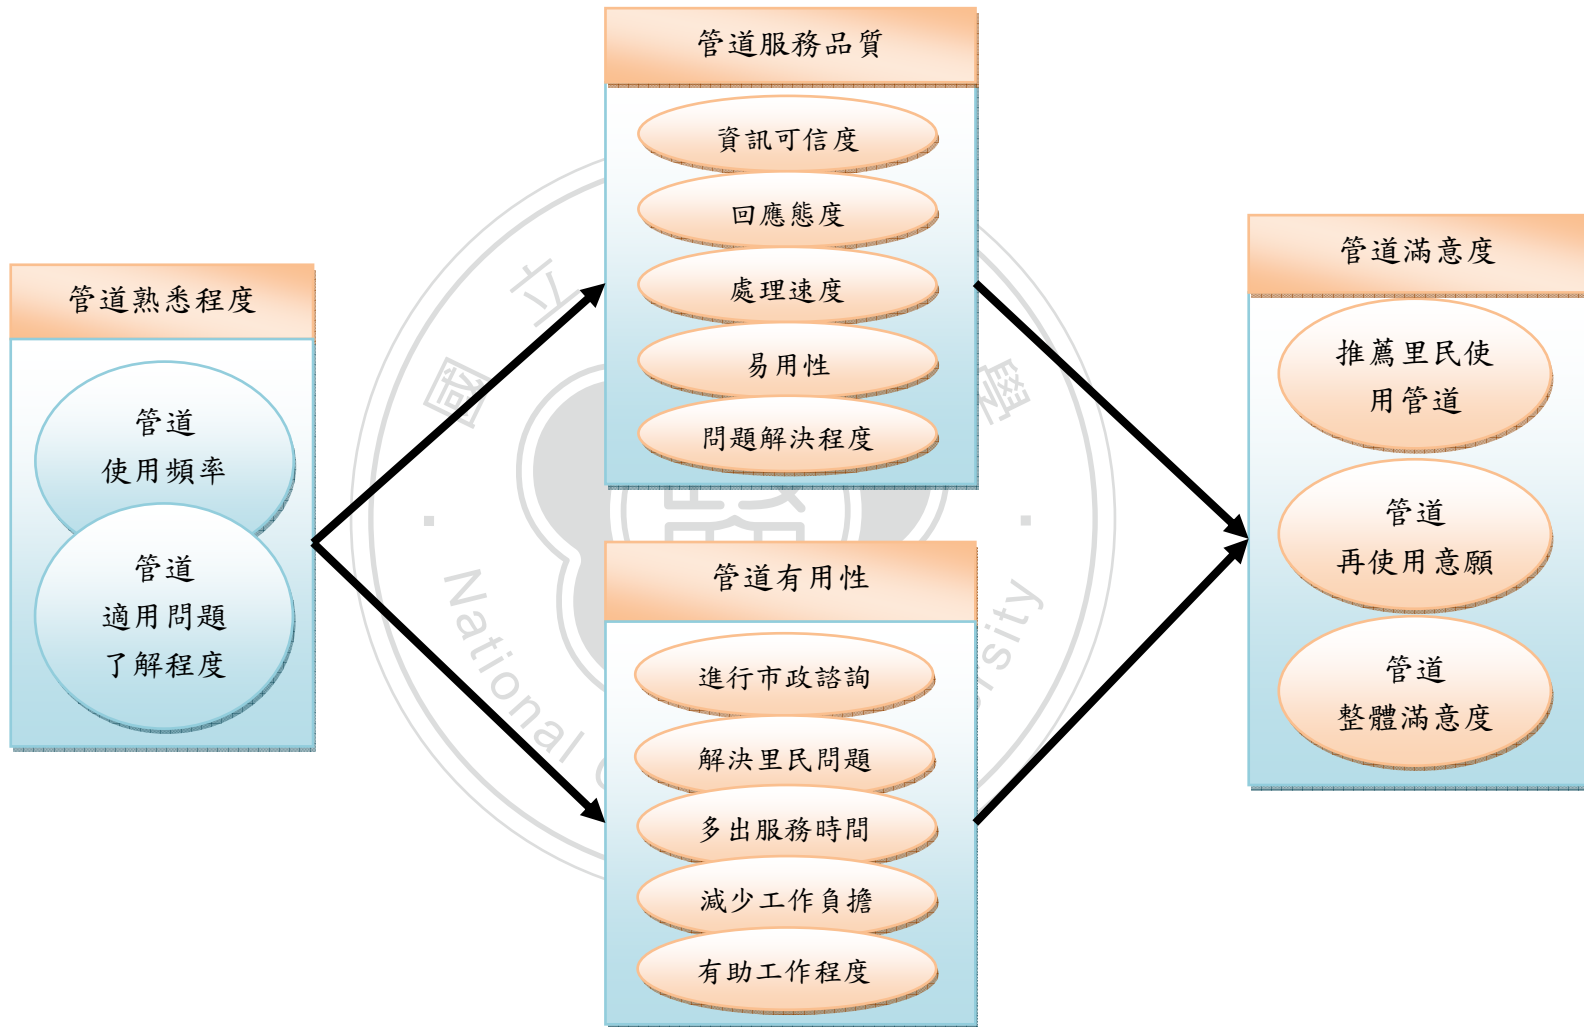 管道服務品質
資訊可信度
回應態度
處理速度
易用性
問題解決程度
管道熟悉程度
管道
使用頻率
管道
適用問題
了解程度
管道有用性
進行市政諮詢
解決里民問題
多出服務時間
減少工作負擔
有助工作程度
管道滿意度
推薦里民使
用管道
管道
再使用意願
管道
整體滿意度
國立
學
National